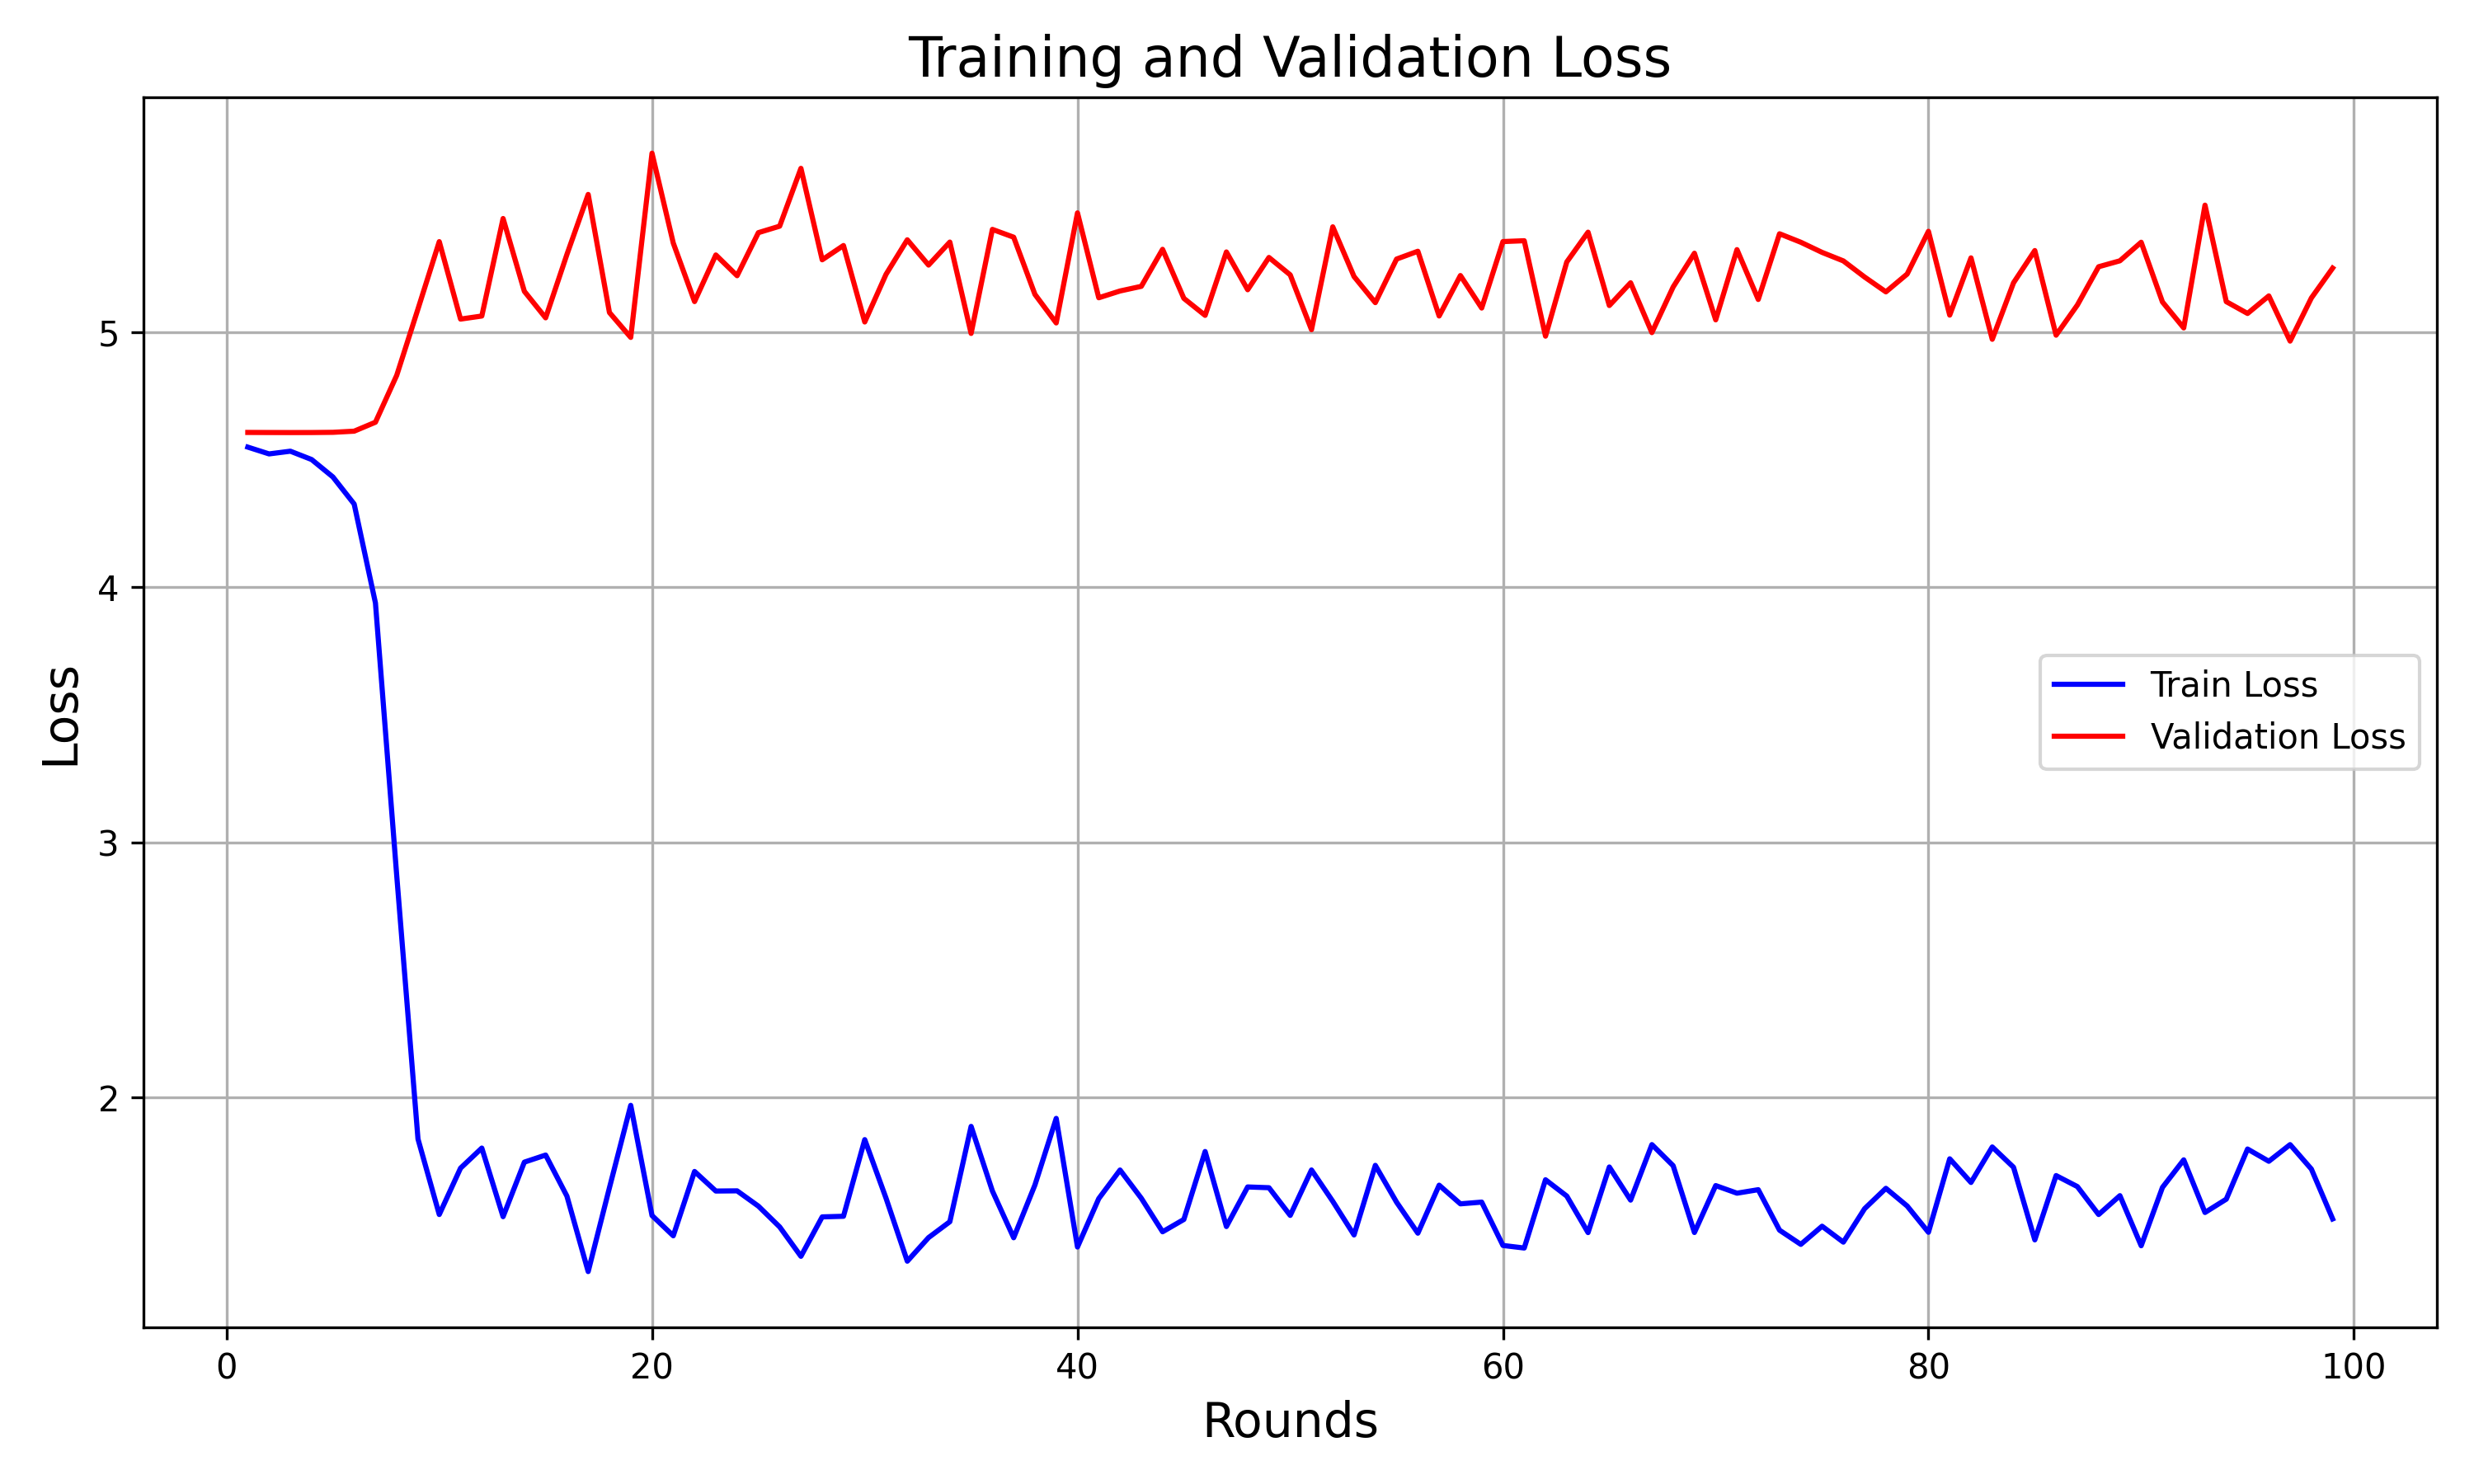 Training and Validation Loss
Loss
5
4
3
2
Train Loss
Validation Loss
0 20 40 60 80 100
Rounds